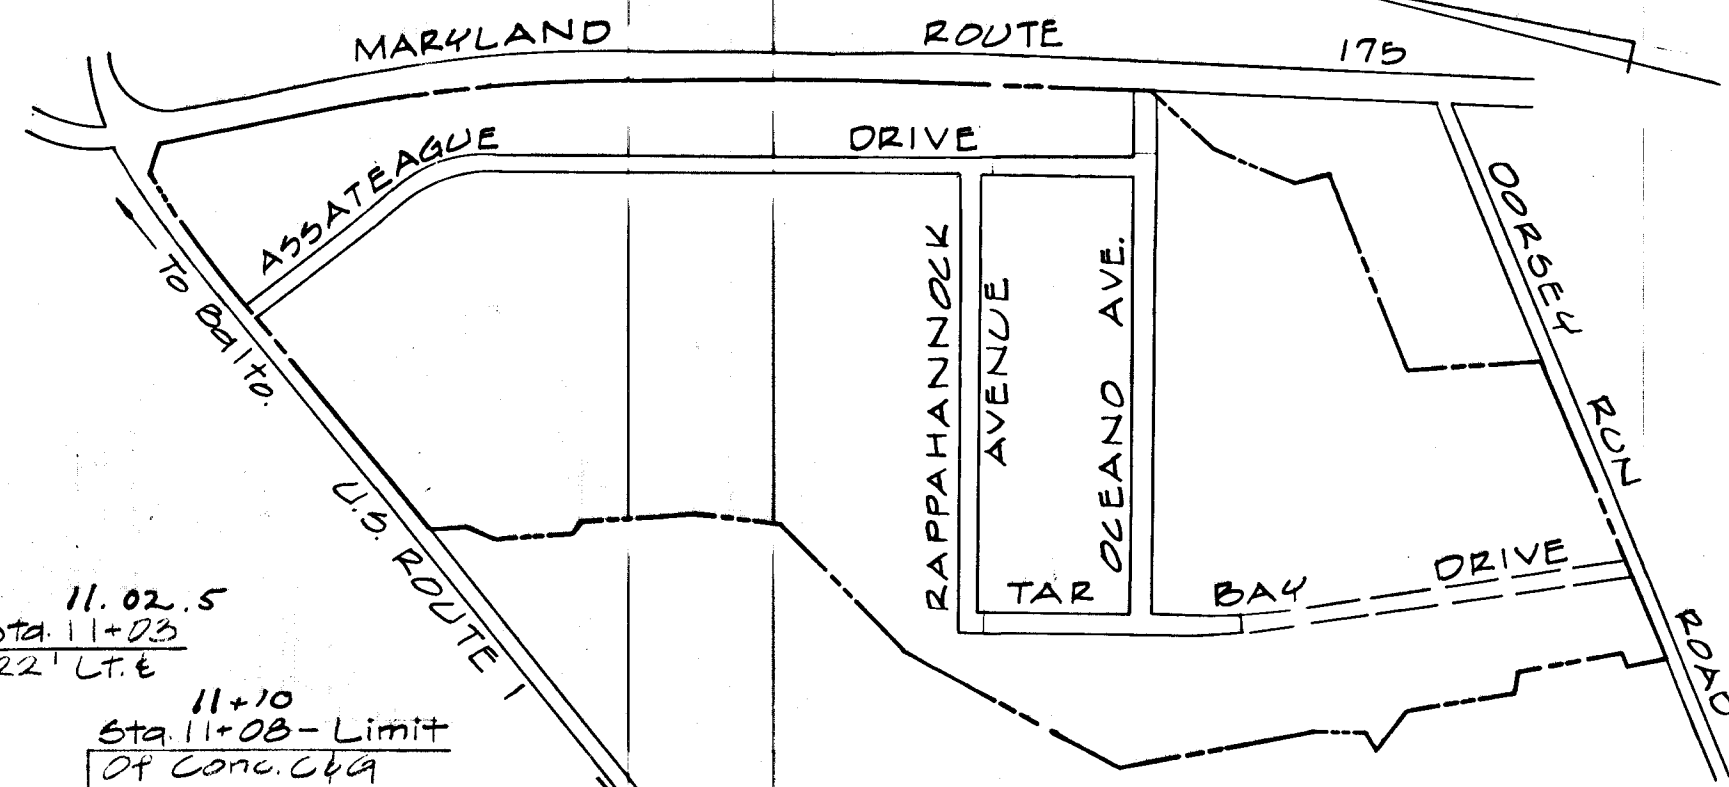 MARYLAND ROUTE 175
ASSATEAGUE DRIVE
To Balto.
U.S. ROUTE 1
RAPPAHANNOCK
AVENUE
OCEANO AVE.
TAR BAY DRIVE
DORSEY RUN ROAD
11.02.5
Sta. 11+03
22' LT. ℄
11+10
Sta. 11+08 - Limit
Of Conc. C&G